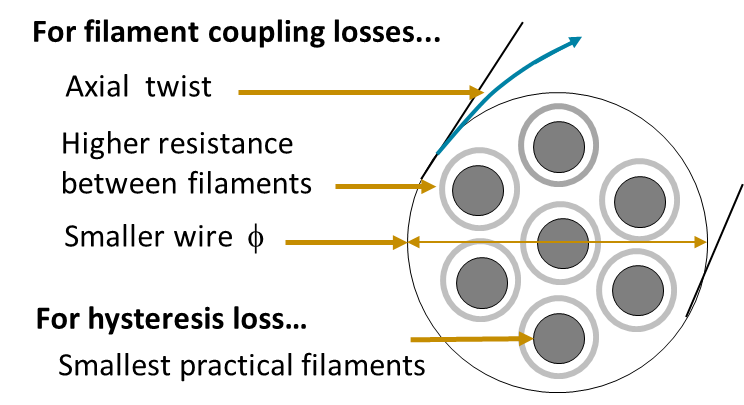 For filament coupling losses...
Axial twist
Higher resistance
between filaments
Smaller wire ϕ
For hysteresis loss…
Smallest practical filaments